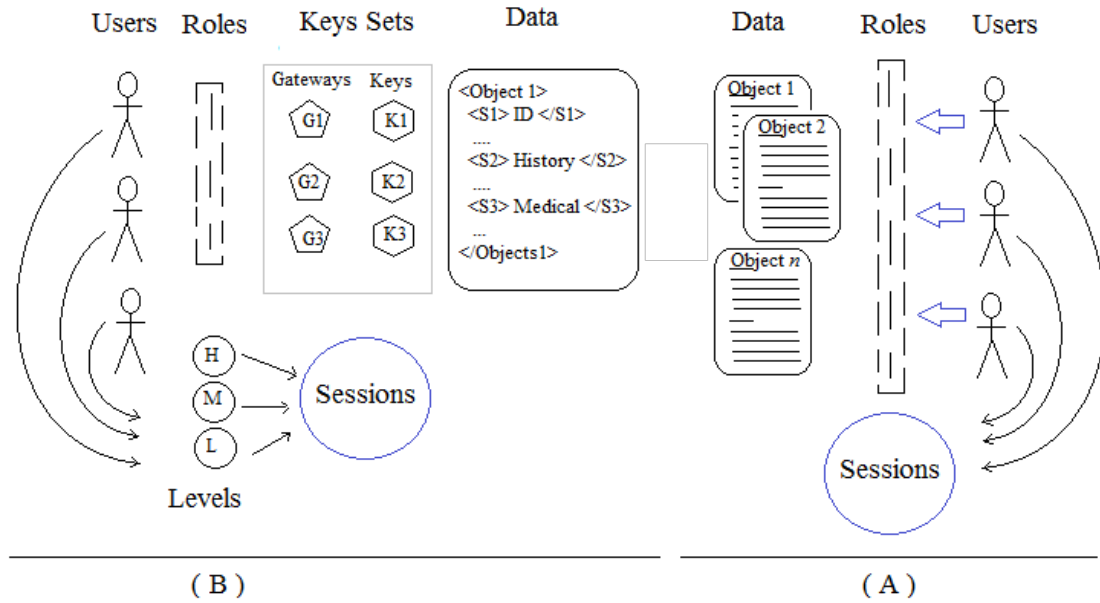 Users Roles Keys Sets Data Data Roles Users
Gateways Keys
G1 K1
G2 K2
G3 K3
<Object 1>
<S1> ID </S1>
....
<S2> History </S2>
....
<S3> Medical </S3>
...
</Objects1>
Object 1
Object 2
Object n
H
M
L
Levels
Sessions
Sessions
( B ) ( A )